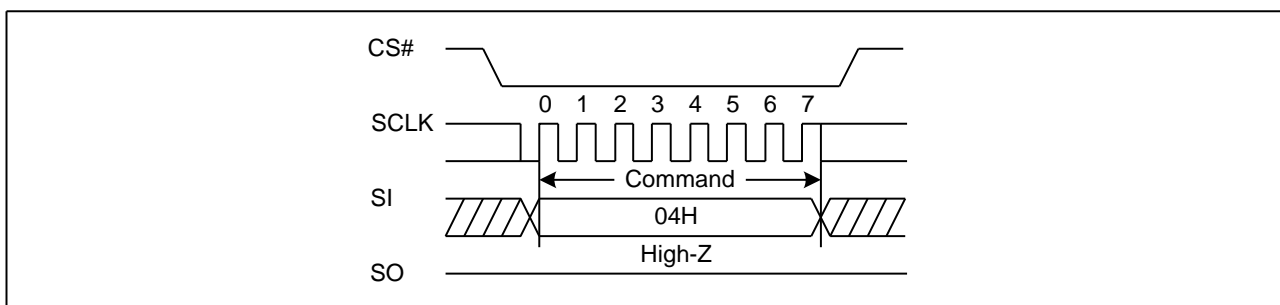 CS#
0 1 2 3 4 5 6 7
SCLK
Command
SI
04H
High-Z
SO